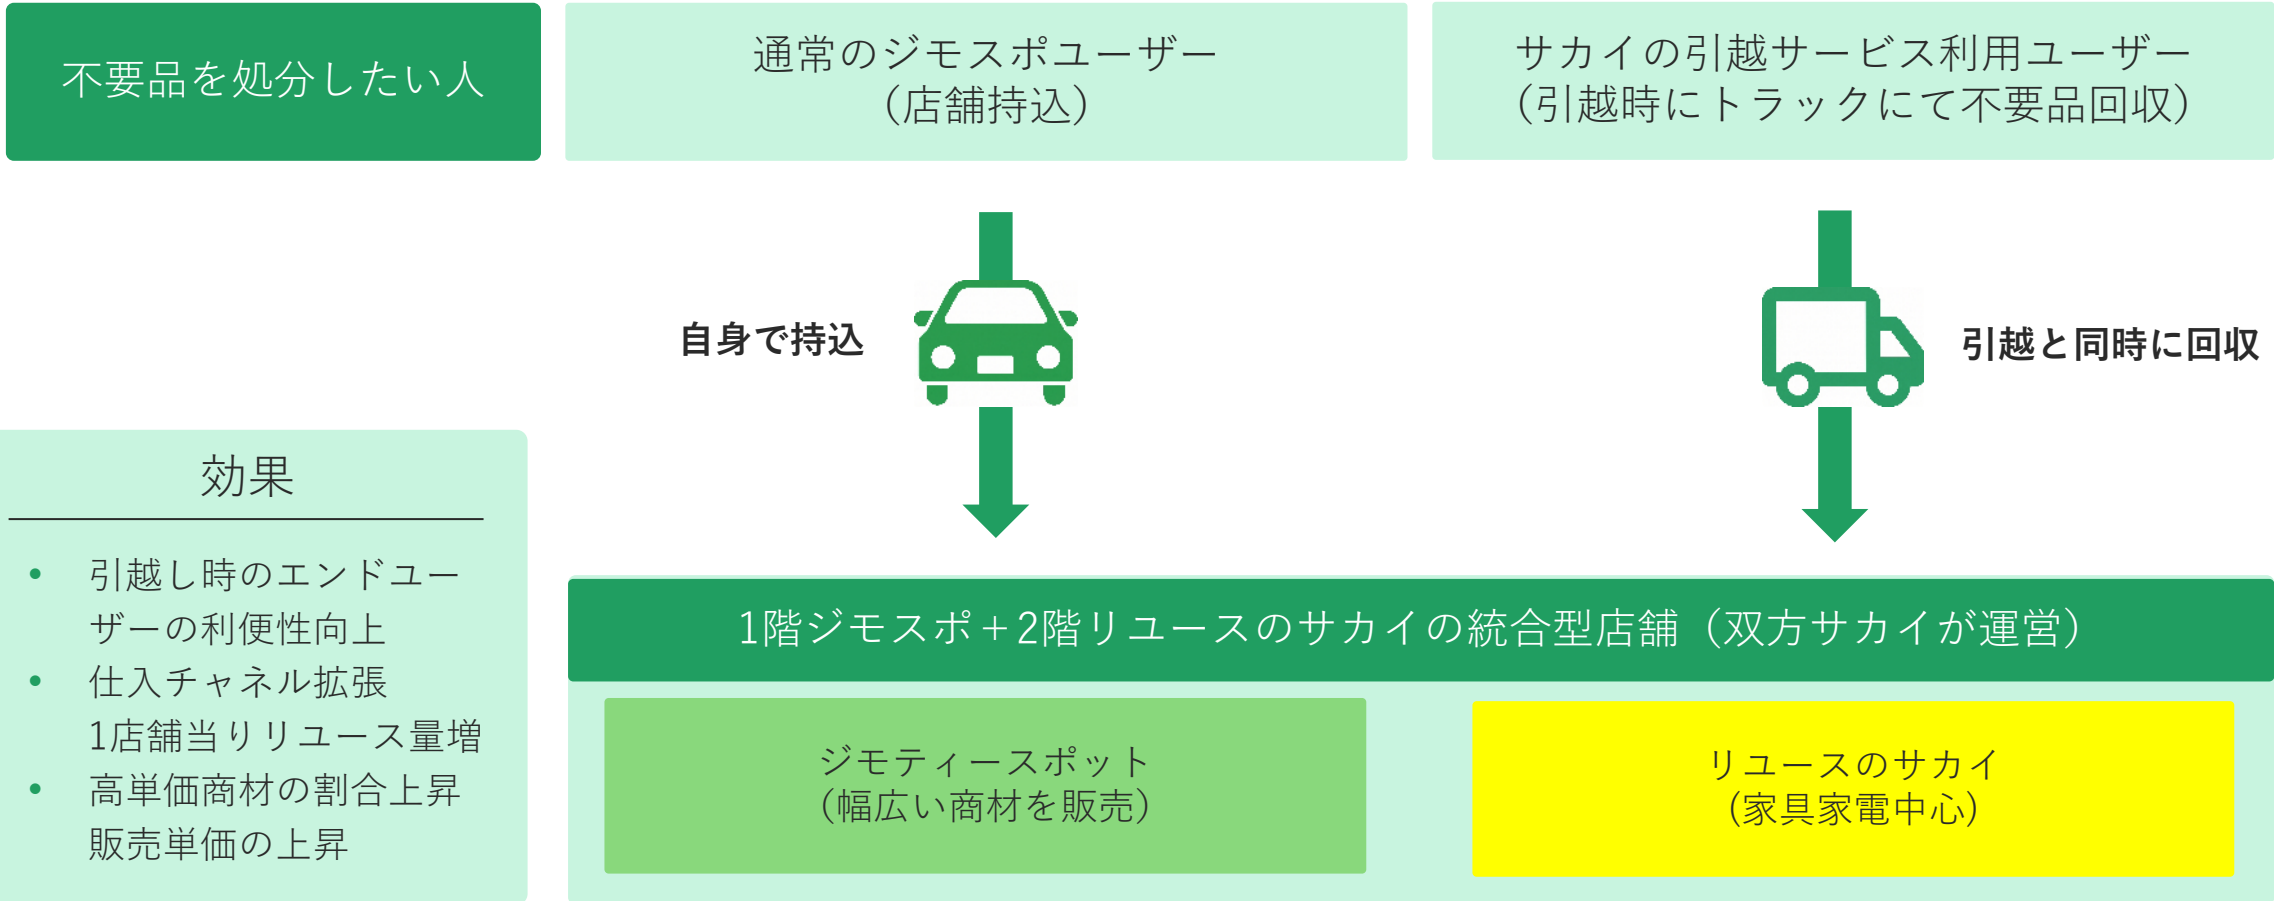 不要品を処分したい人
通常のジモスポユーザー
(店舗持込)
サカイの引越サービス利用ユーザー
(引越時にトラックにて不要品回収)
自身で持込
引越と同時に回収
効果
• 引越し時のエンドユー
ザーの利便性向上
• 仕入チャネル拡張
1店舗当りリユース量増
• 高単価商材の割合上昇
販売単価の上昇
1階ジモスポ+2階リユースのサカイの統合型店舗(双方サカイが運営)
ジモティースポット
(幅広い商材を販売)
リユースのサカイ
(家具家電中心)